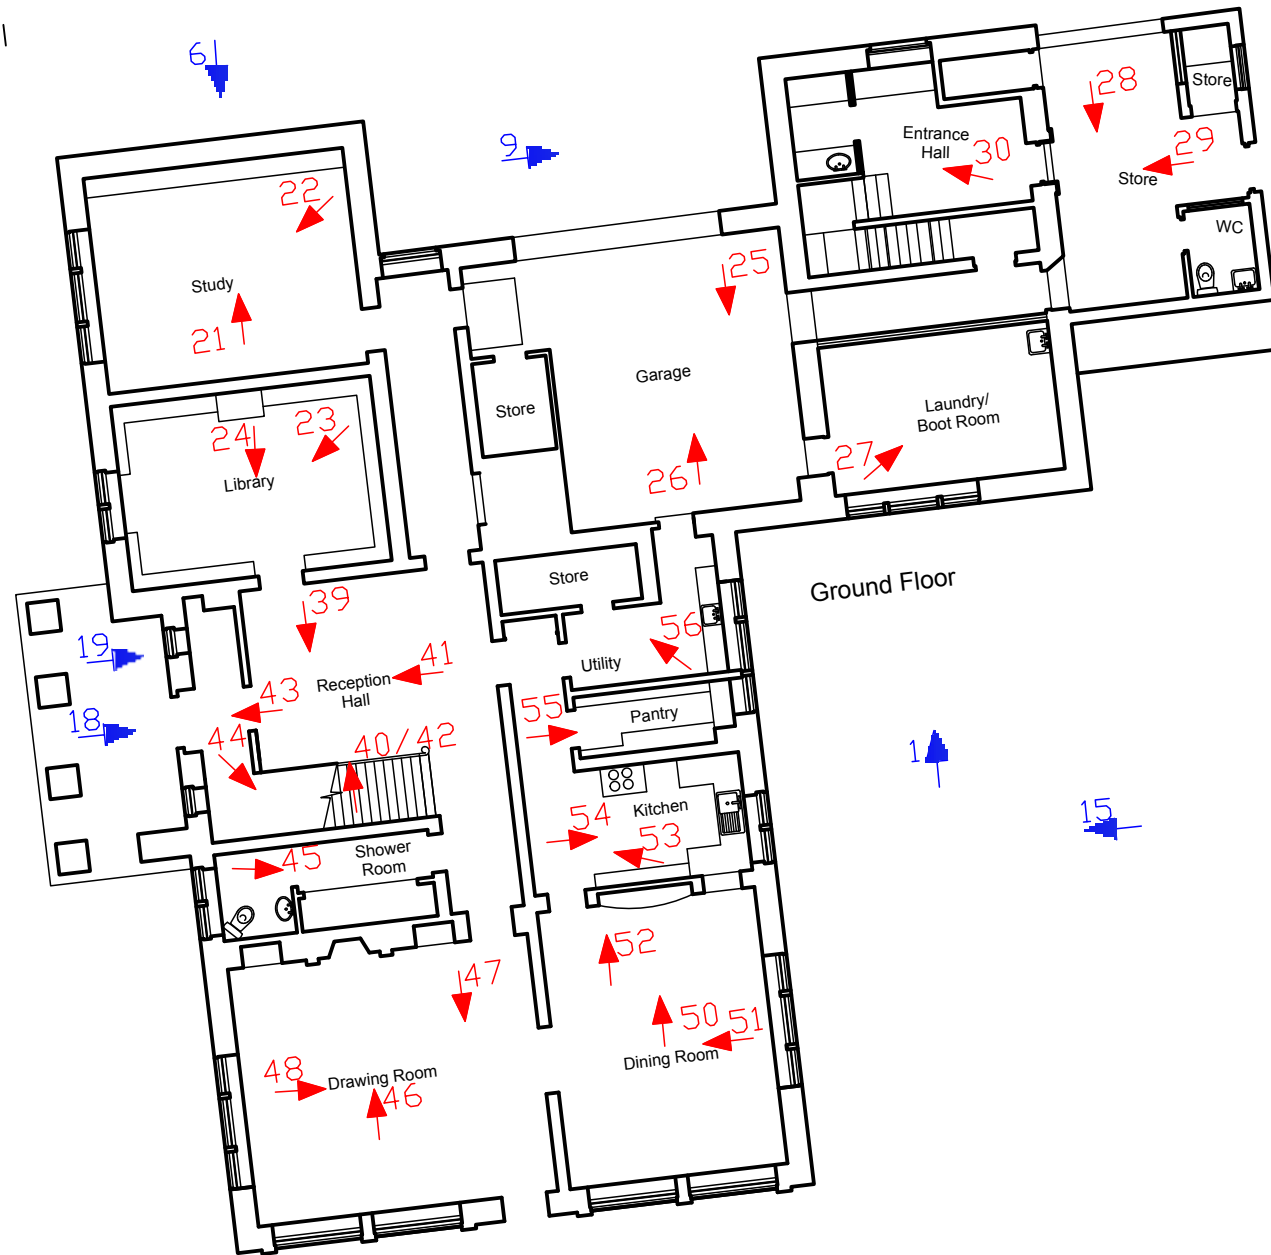 6
9
28
Store
Entrance
Hall
30
29
Store
22
WC
Study
25
21
Garage
Store
Laundry/
Boot Room
24
23
27
26
Library
Ground Floor
Store
39
56
19
Utility
41
Reception
Hall
43
55
Pantry
18
44
40/42
1
Kitchen
54
53
15
Shower
Room
45
52
47
50
51
Dining Room
48
Drawing Room
46